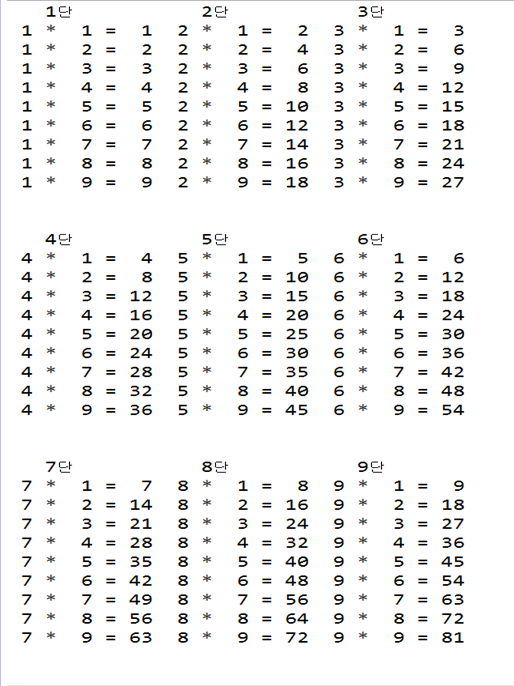 1단 2단 3단
1 * 1 = 1 2 * 1 = 2 3 * 1 = 3
1 * 2 = 2 2 * 2 = 4 3 * 2 = 6
1 * 3 = 3 2 * 3 = 6 3 * 3 = 9
1 * 4 = 4 2 * 4 = 8 3 * 4 = 12
1 * 5 = 5 2 * 5 = 10 3 * 5 = 15
1 * 6 = 6 2 * 6 = 12 3 * 6 = 18
1 * 7 = 7 2 * 7 = 14 3 * 7 = 21
1 * 8 = 8 2 * 8 = 16 3 * 8 = 24
1 * 9 = 9 2 * 9 = 18 3 * 9 = 27
4단 5단 6단
4 * 1 = 4 5 * 1 = 5 6 * 1 = 6
4 * 2 = 8 5 * 2 = 10 6 * 2 = 12
4 * 3 = 12 5 * 3 = 15 6 * 3 = 18
4 * 4 = 16 5 * 4 = 20 6 * 4 = 24
4 * 5 = 20 5 * 5 = 25 6 * 5 = 30
4 * 6 = 24 5 * 6 = 30 6 * 6 = 36
4 * 7 = 28 5 * 7 = 35 6 * 7 = 42
4 * 8 = 32 5 * 8 = 40 6 * 8 = 48
4 * 9 = 36 5 * 9 = 45 6 * 9 = 54
7단 8단 9단
7 * 1 = 7 8 * 1 = 8 9 * 1 = 9
7 * 2 = 14 8 * 2 = 16 9 * 2 = 18
7 * 3 = 21 8 * 3 = 24 9 * 3 = 27
7 * 4 = 28 8 * 4 = 32 9 * 4 = 36
7 * 5 = 35 8 * 5 = 40 9 * 5 = 45
7 * 6 = 42 8 * 6 = 48 9 * 6 = 54
7 * 7 = 49 8 * 7 = 56 9 * 7 = 63
7 * 8 = 56 8 * 8 = 64 9 * 8 = 72
7 * 9 = 63 8 * 9 = 72 9 * 9 = 81